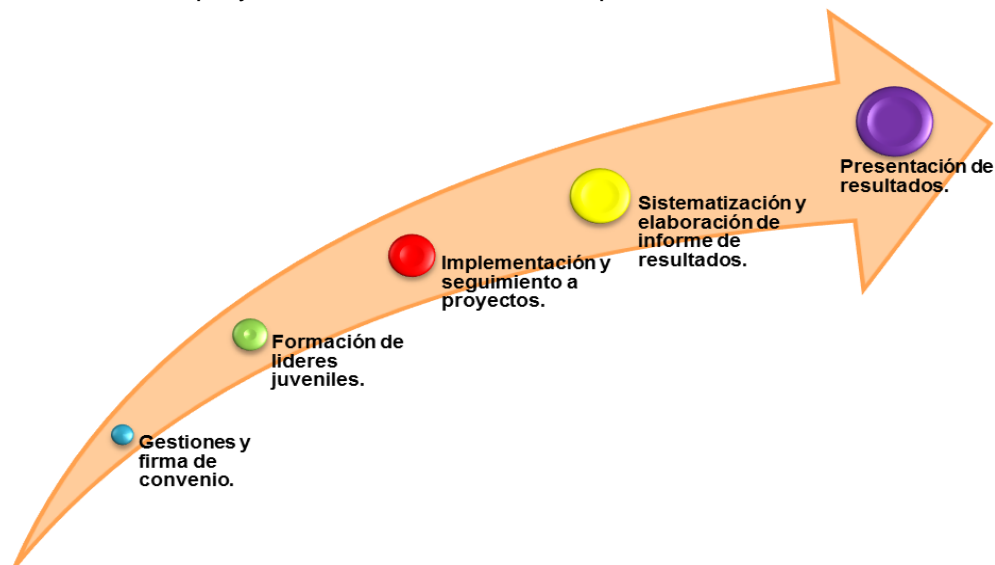 Presentación de
resultados.
Sistematización y
elaboración de
informe de
resultados.
Implementación y
seguimiento a
proyectos.
Formación de
lideres
juveniles.
Gestiones y
firma de
convenio.